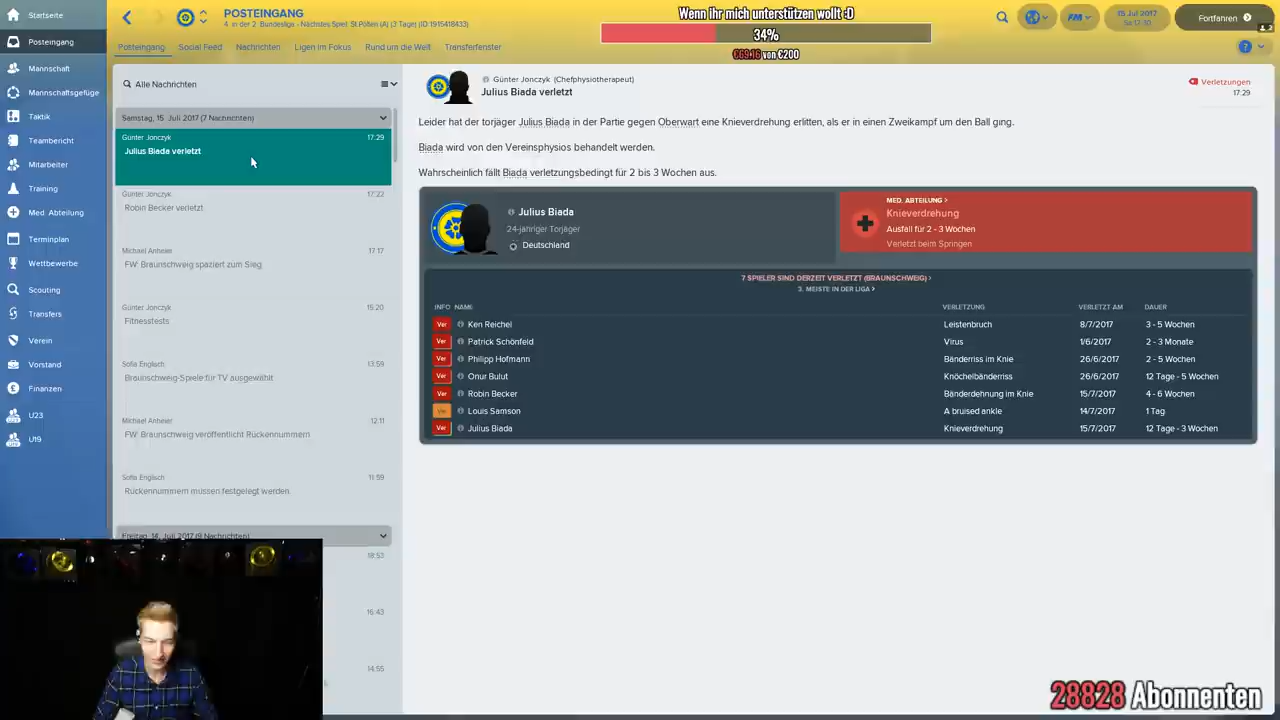 Startseite
Posteingang
Mannschaft
Mannschaftsgefüge
Taktik
Teambericht
Mitarbeiter
Training
Med. Abteilung
Terminplan
Wettbewerbe
Scouting
Transfers
Verein
Vorstand
Finanzen
U23
U19
POSTEINGANG
4. in der 2. Bundesliga - Nächstes Spiel: St.Pölten (A) (3 Tage) (ID:1915418433)
Posteingang Social Feed Nachrichten Ligen im Fokus Rund um die Welt Transferfenster
Wenn ihr mich unterstützen wollt :D
34%
€69.16 von €200
FM
15 Jul 2017
Sa 17:30
Fortfahren
Alle Nachrichten
Samstag, 15. Juli 2017 (7 Nachrichten)
Günter Jonczyk 17:29
Julius Biada verletzt
Günter Jonczyk 17:22
Robin Becker verletzt
Michael Anheier 17:17
FW: Braunschweig spaziert zum Sieg
Günter Jonczyk 15:20
Fitnesstests
Sofia Englisch 13:59
Braunschweig-Spiele für TV ausgewählt
Michael Anheier 12:11
FW: Braunschweig veröffentlicht Rückennummern
Sofia Englisch 11:59
Rückennummern müssen festgelegt werden
Freitag, 14. Juli 2017 (9 Nachrichten)
18:53
16:43
14:55
Günter Jonczyk (Chefphysiotherapeut)
Julius Biada verletzt
Verletzungen
17:29
Leider hat der torjäger Julius Biada in der Partie gegen Oberwart eine Knieverdrehung erlitten, als er in einen Zweikampf um den Ball ging.
Biada wird von den Vereinsphysios behandelt werden.
Wahrscheinlich fällt Biada verletzungsbedingt für 2 bis 3 Wochen aus.
Julius Biada
24-jähriger Torjäger
Deutschland
MED. ABTEILUNG >
Knieverdrehung
Ausfall für 2 - 3 Wochen
Verletzt beim Springen
7 SPIELER SIND DERZEIT VERLETZT (BRAUNSCHWEIG) >
3. MEISTE IN DER LIGA >
INFO NAME VERLETZUNG VERLETZT AM DAUER
Ver Ken Reichel Leistenbruch 8/7/2017 3 - 5 Wochen
Ver Patrick Schönfeld Virus 1/6/2017 2 - 3 Monate
Ver Philipp Hofmann Bänderriss im Knie 26/6/2017 2 - 5 Wochen
Ver Onur Bulut Knöchelbänderriss 26/6/2017 12 Tage - 5 Wochen
Ver Robin Becker Bänderdehnung im Knie 15/7/2017 4 - 6 Wochen
Ver Louis Samson A bruised ankle 14/7/2017 1 Tag
Ver Julius Biada Knieverdrehung 15/7/2017 12 Tage - 3 Wochen
28828 Abonnenten